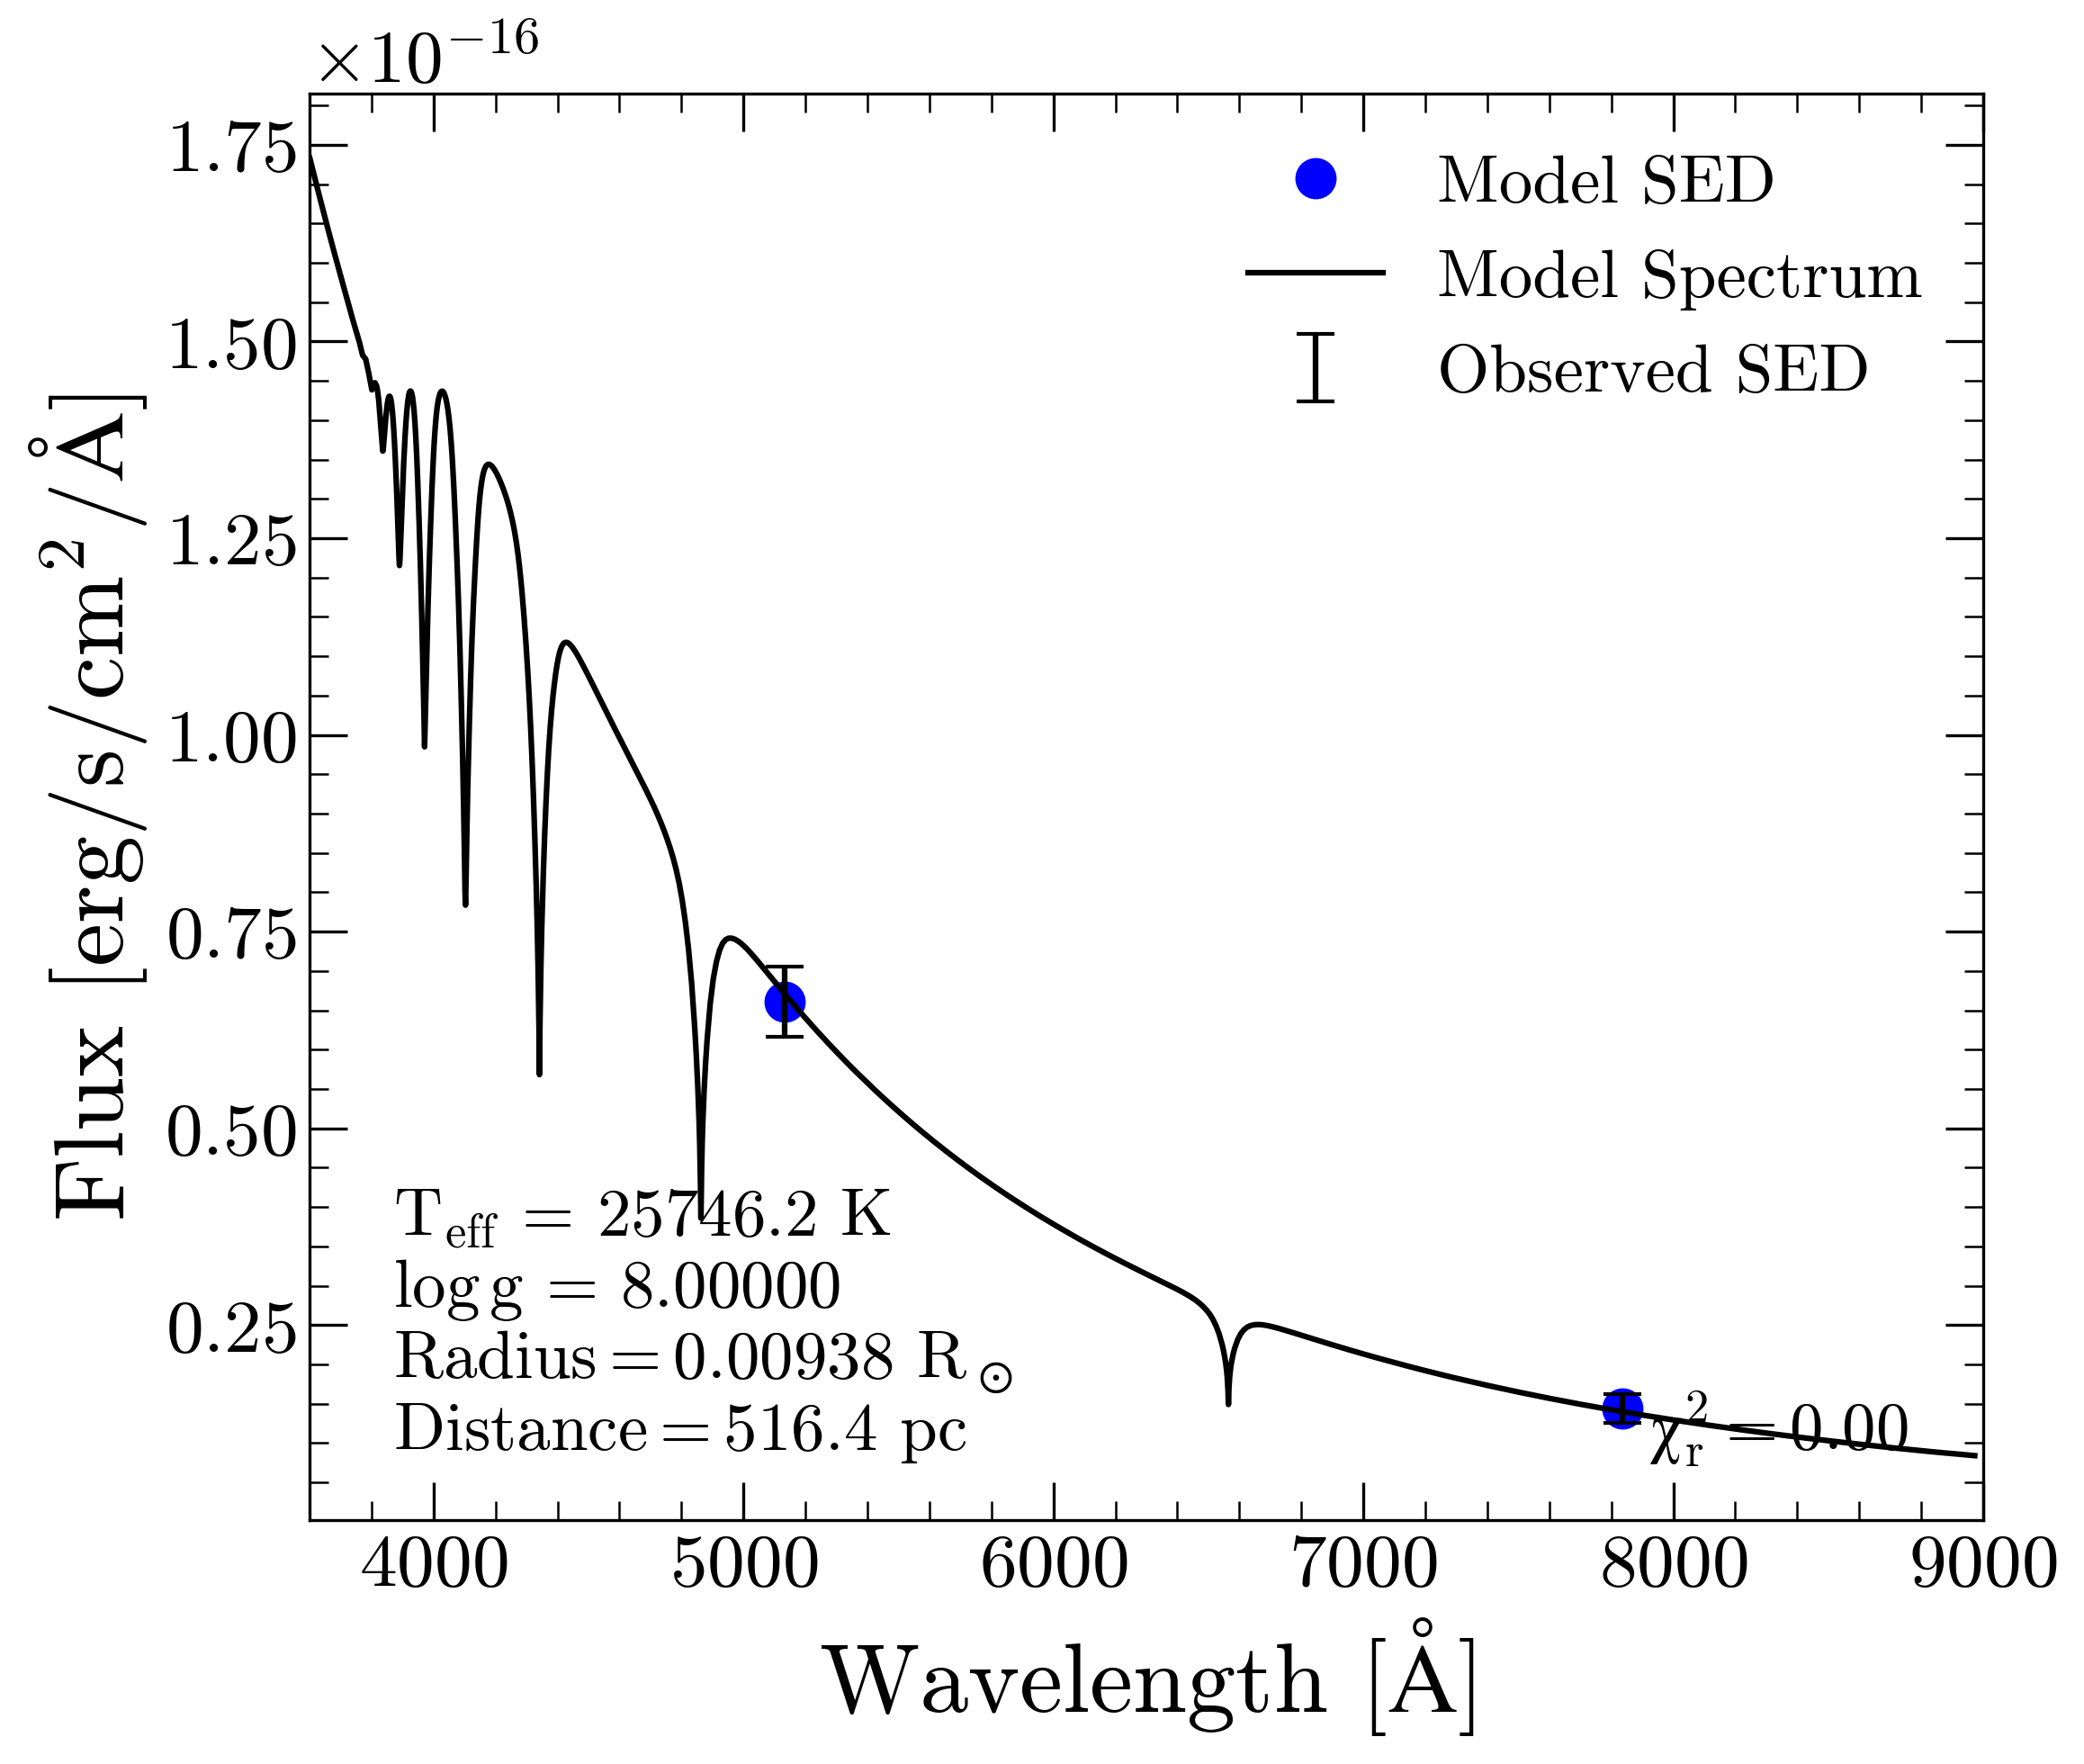 ×10⁻¹⁶
1.75
1.50
1.25
1.00
0.75
0.50
0.25
Flux [erg/s/cm²/Å]
Model SED
Model Spectrum
Observed SED
T_eff = 25746.2 K
log g = 8.00000
Radius = 0.00938 R_⊙
Distance = 516.4 pc
χ²_r = 0.00
4000 5000 6000 7000 8000 9000
Wavelength [Å]